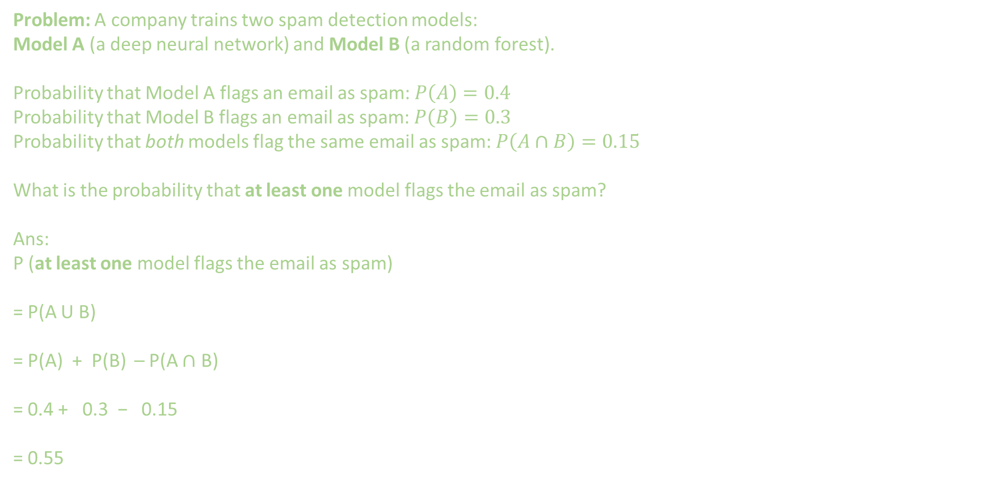 Problem: A company trains two spam detection models:
Model A (a deep neural network) and Model B (a random forest).
Probability that Model A flags an email as spam: P(A) = 0.4
Probability that Model B flags an email as spam: P(B) = 0.3
Probability that both models flag the same email as spam: P(A ∩ B) = 0.15
What is the probability that at least one model flags the email as spam?
Ans:
P (at least one model flags the email as spam)
= P(A U B)
= P(A) + P(B) – P(A ∩ B)
= 0.4 + 0.3 − 0.15
= 0.55